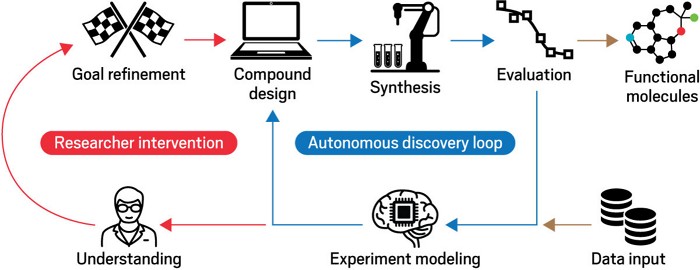 Goal refinement
Compound
design
Synthesis
Evaluation
Functional
molecules
Researcher intervention
Autonomous discovery loop
Understanding
Experiment modeling
Data input